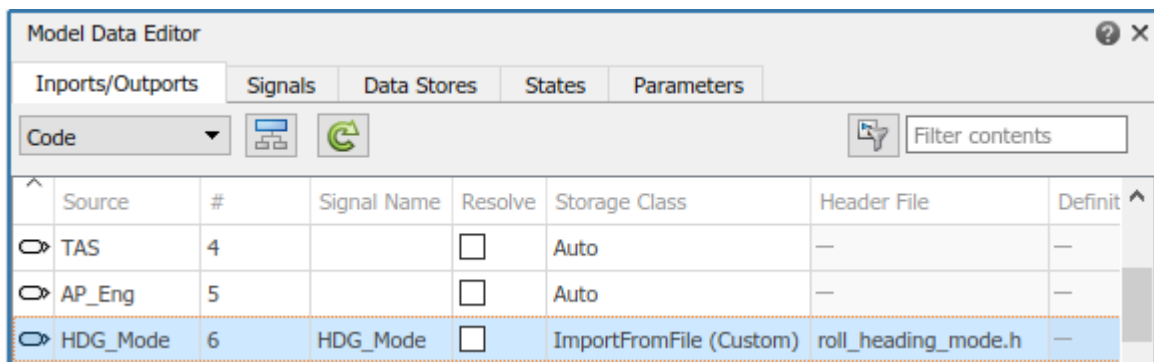 Model Data Editor
Inports/Outports Signals Data Stores States Parameters
Code Filter contents
Source # Signal Name Resolve Storage Class Header File Definit
TAS 4 Auto —  —
AP_Eng 5 Auto — —
HDG_Mode 6 HDG_Mode ImportFromFile (Custom) roll_heading_mode.h —